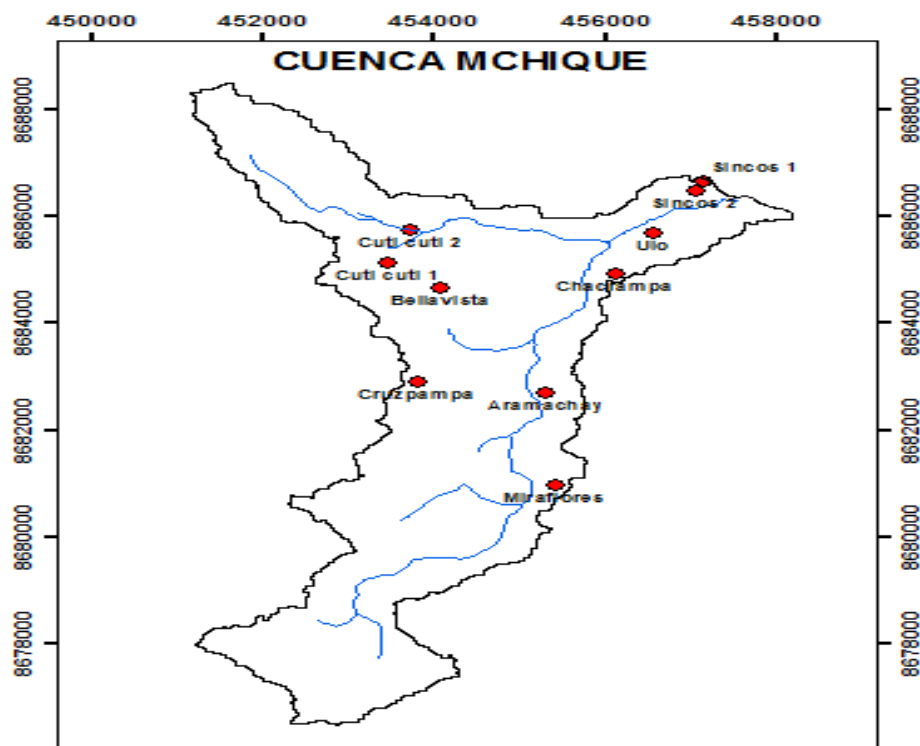 450000 452000 454000 456000 458000
CUENCA MCHIQUE
8688000 8688000
Sincos 1
Sincos 2
8686000 8686000
Cuti cuti 2
Ulo
Cuti cuti 1
Chaclampa
Bellavista
8684000 8684000
Cruzpampa
Aramachay
8682000 8682000
Miraflores
8680000 8680000
8678000 8678000